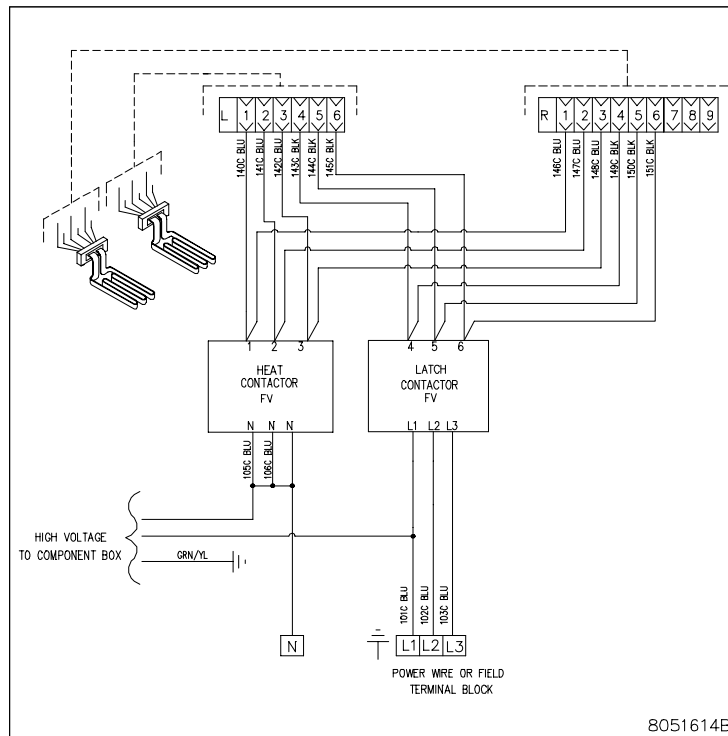 L 1 2 3 4 5 6
R 1 2 3 4 5 6 7 8 9
140C BLU
141C BLU
142C BLU
143C BLK
144C BLK
145C BLK
146C BLU
147C BLU
148C BLU
149C BLK
150C BLK
151C BLK
1 2 3
HEAT
CONTACTOR
FV
N N N
4 5 6
LATCH
CONTACTOR
FV
L1 L2 L3
105C BLU
106C BLU
HIGH VOLTAGE
TO COMPONENT BOX
GRN/YL
101C BLU
102C BLU
103C BLU
N
L1 L2 L3
POWER WIRE OR FIELD
TERMINAL BLOCK
8051614B